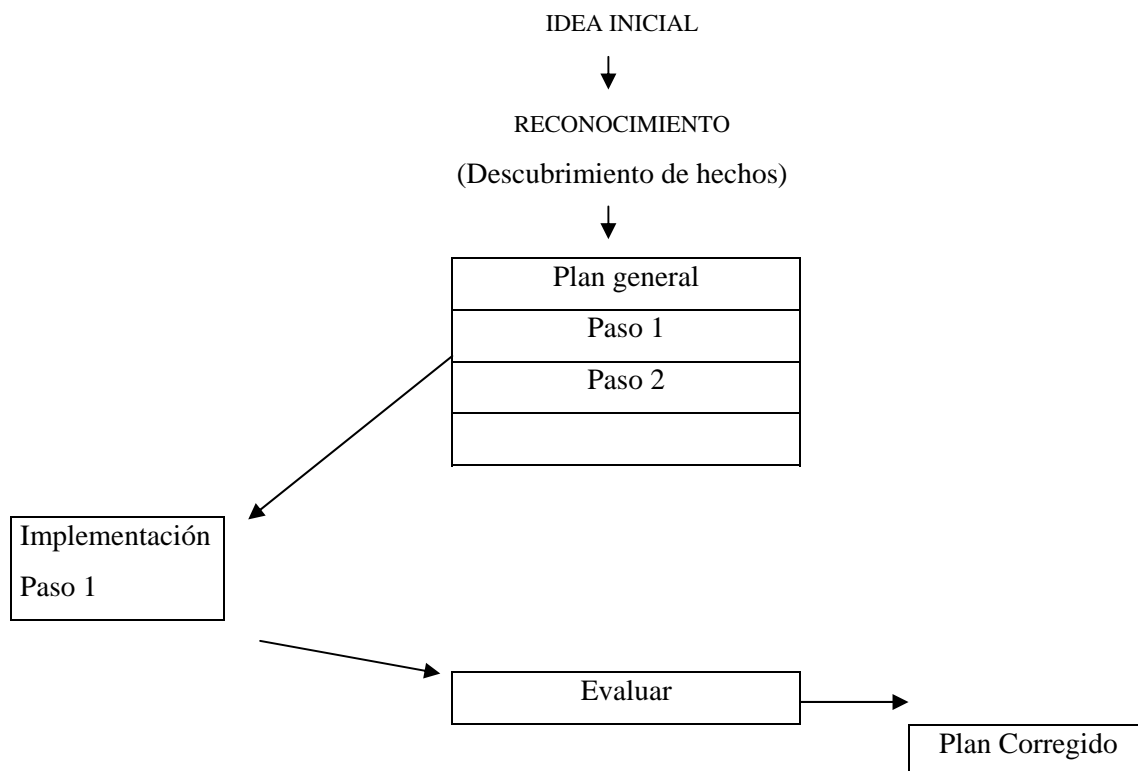 IDEA INICIAL
RECONOCIMIENTO
(Descubrimiento de hechos)
Plan general
Paso 1
Paso 2
Implementación
Paso 1
Evaluar
Plan Corregido